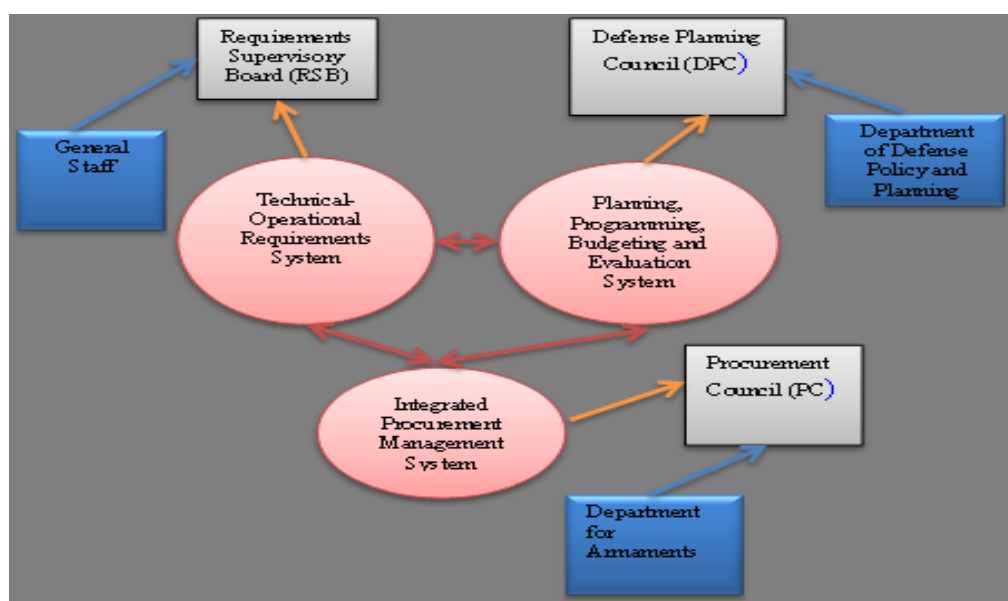 Requirements
Supervisory
Board (RSB)
Defense Planning
Council (DPC)
General
Staff
Department
of Defense
Policy and
Planning
Technical-
Operational
Requirements
System
Planning,
Programming,
Budgeting and
Evaluation
System
Procurement
Council (PC)
Integrated
Procurement
Management
System
Department
for
Armaments